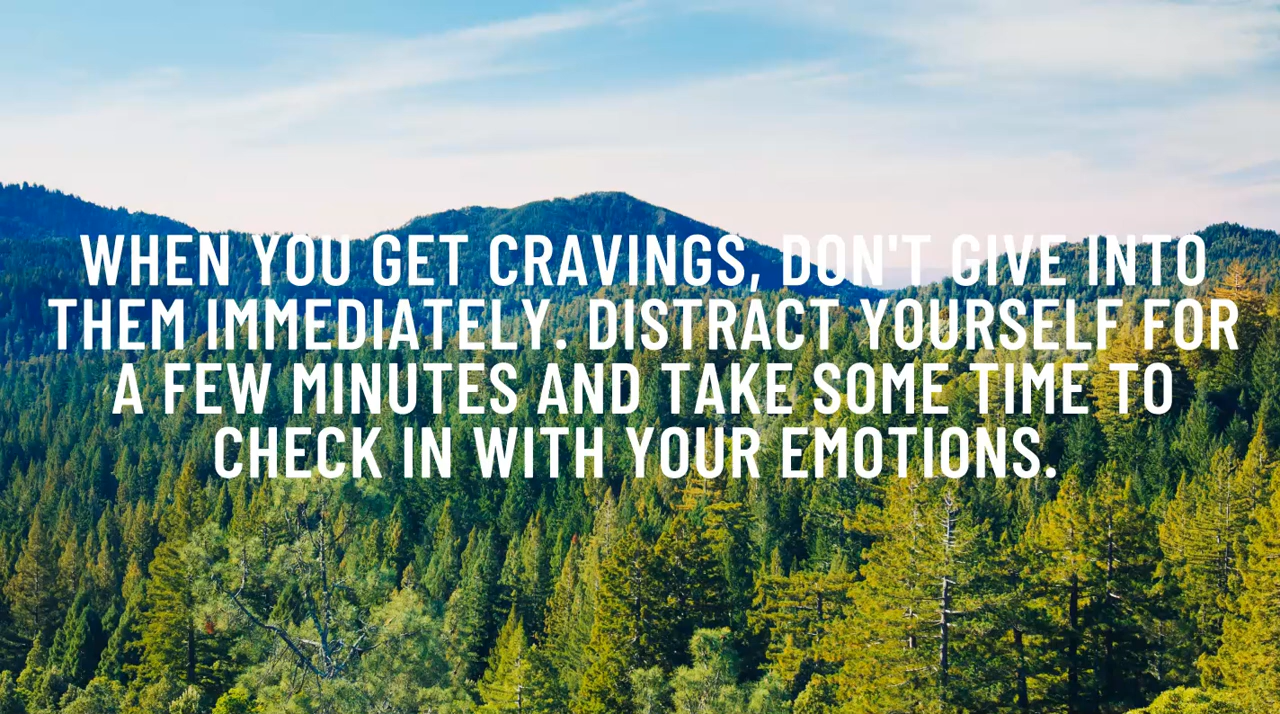 WHEN YOU GET CRAVINGS, DON'T GIVE INTO
THEM IMMEDIATELY. DISTRACT YOURSELF FOR
A FEW MINUTES AND TAKE SOME TIME TO
CHECK IN WITH YOUR EMOTIONS.